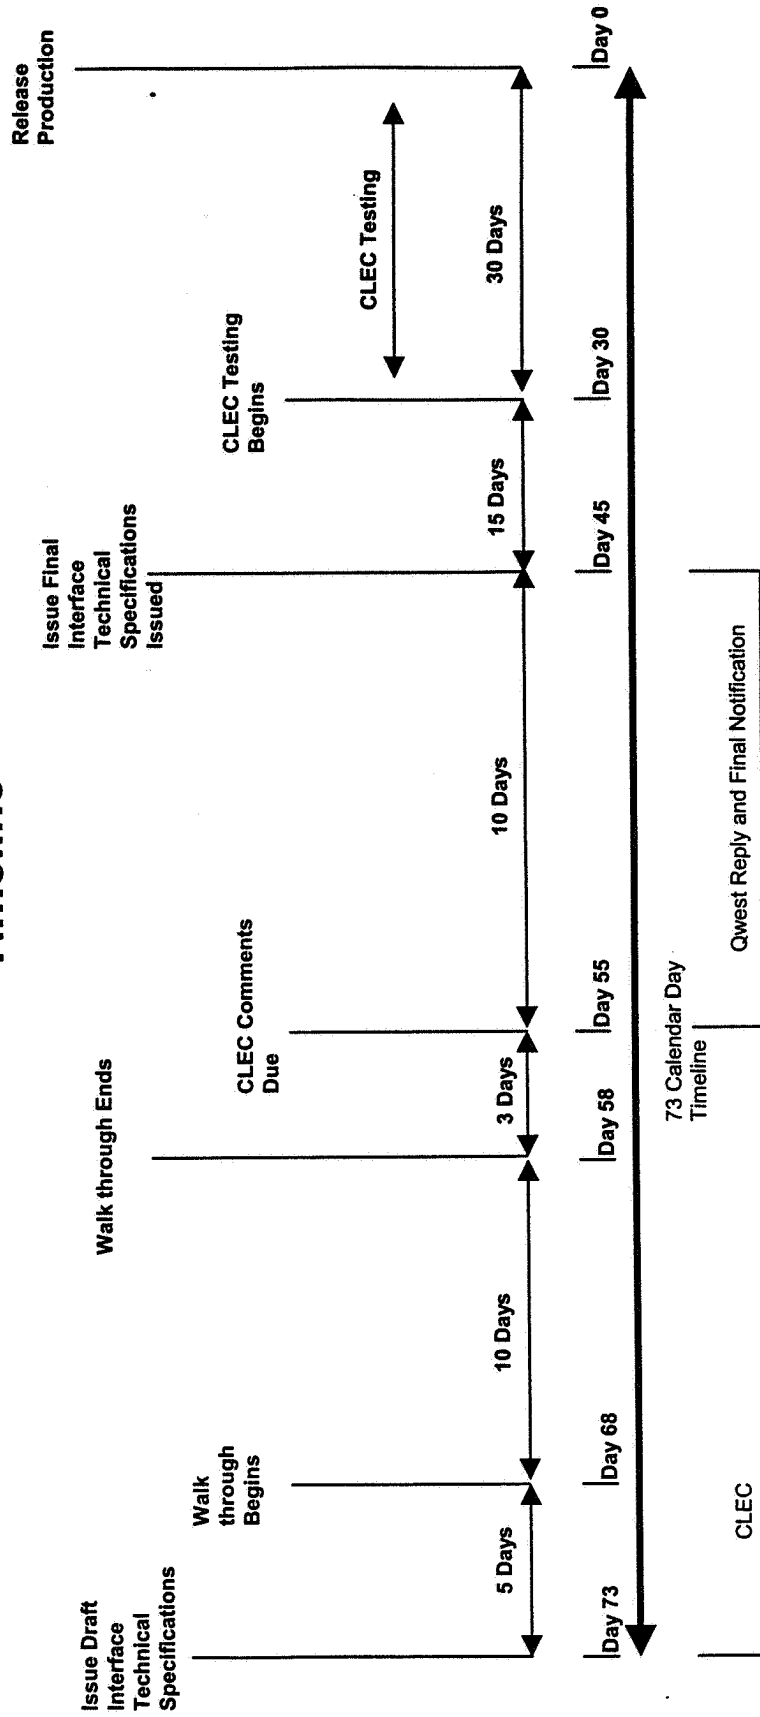 Issue Draft
Interface
Technical
Specifications
Walk
through
Begins
Walk through Ends
CLEC Comments
Due
Issue Final
Interface
Technical
Specifications
Issued
CLEC Testing
Begins
CLEC Testing
Release
Production
5 Days
10 Days
3 Days
10 Days
15 Days
30 Days
Day 73
Day 68
Day 58
Day 55
Day 45
Day 30
Day 0
73 Calendar Day
Timeline
CLEC
Qwest Reply and Final Notification